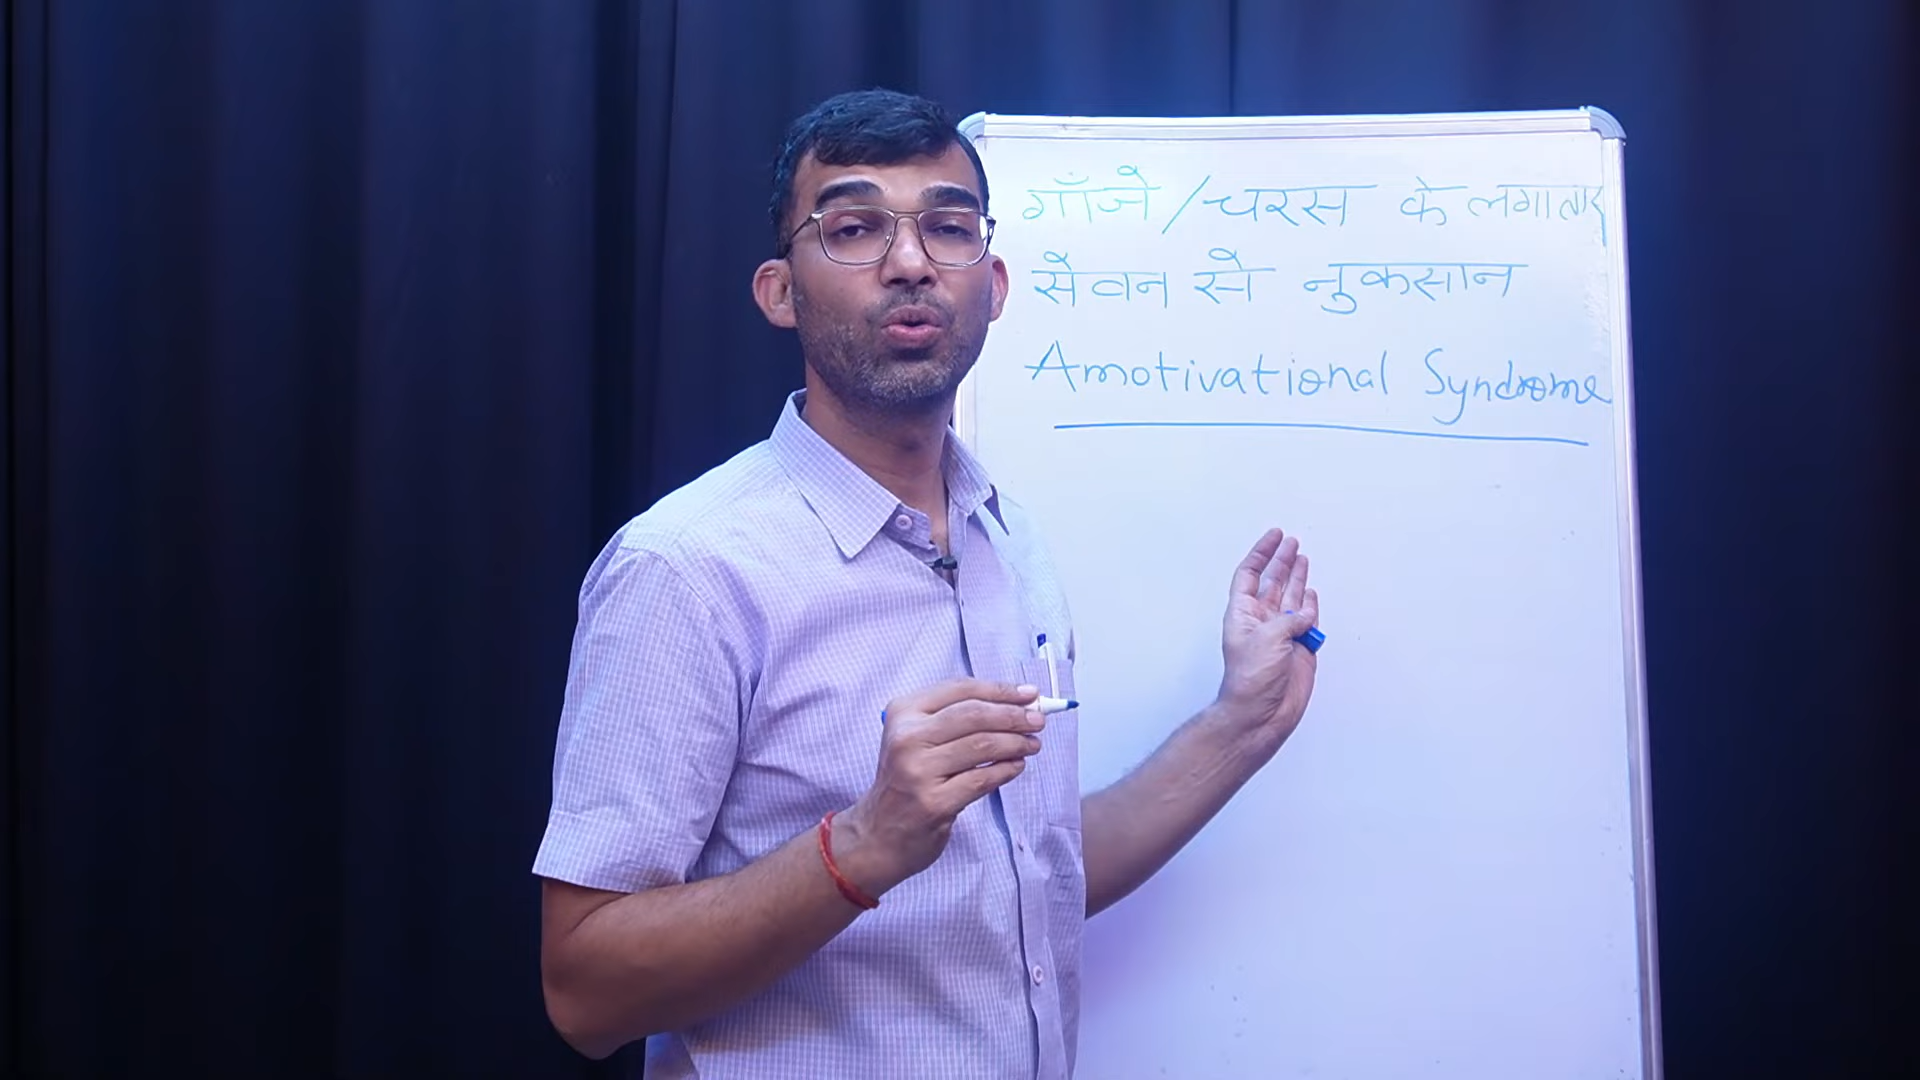 गाँजे/चरस के लगातार
सेवन से नुकसान
Amotivational Syndrome